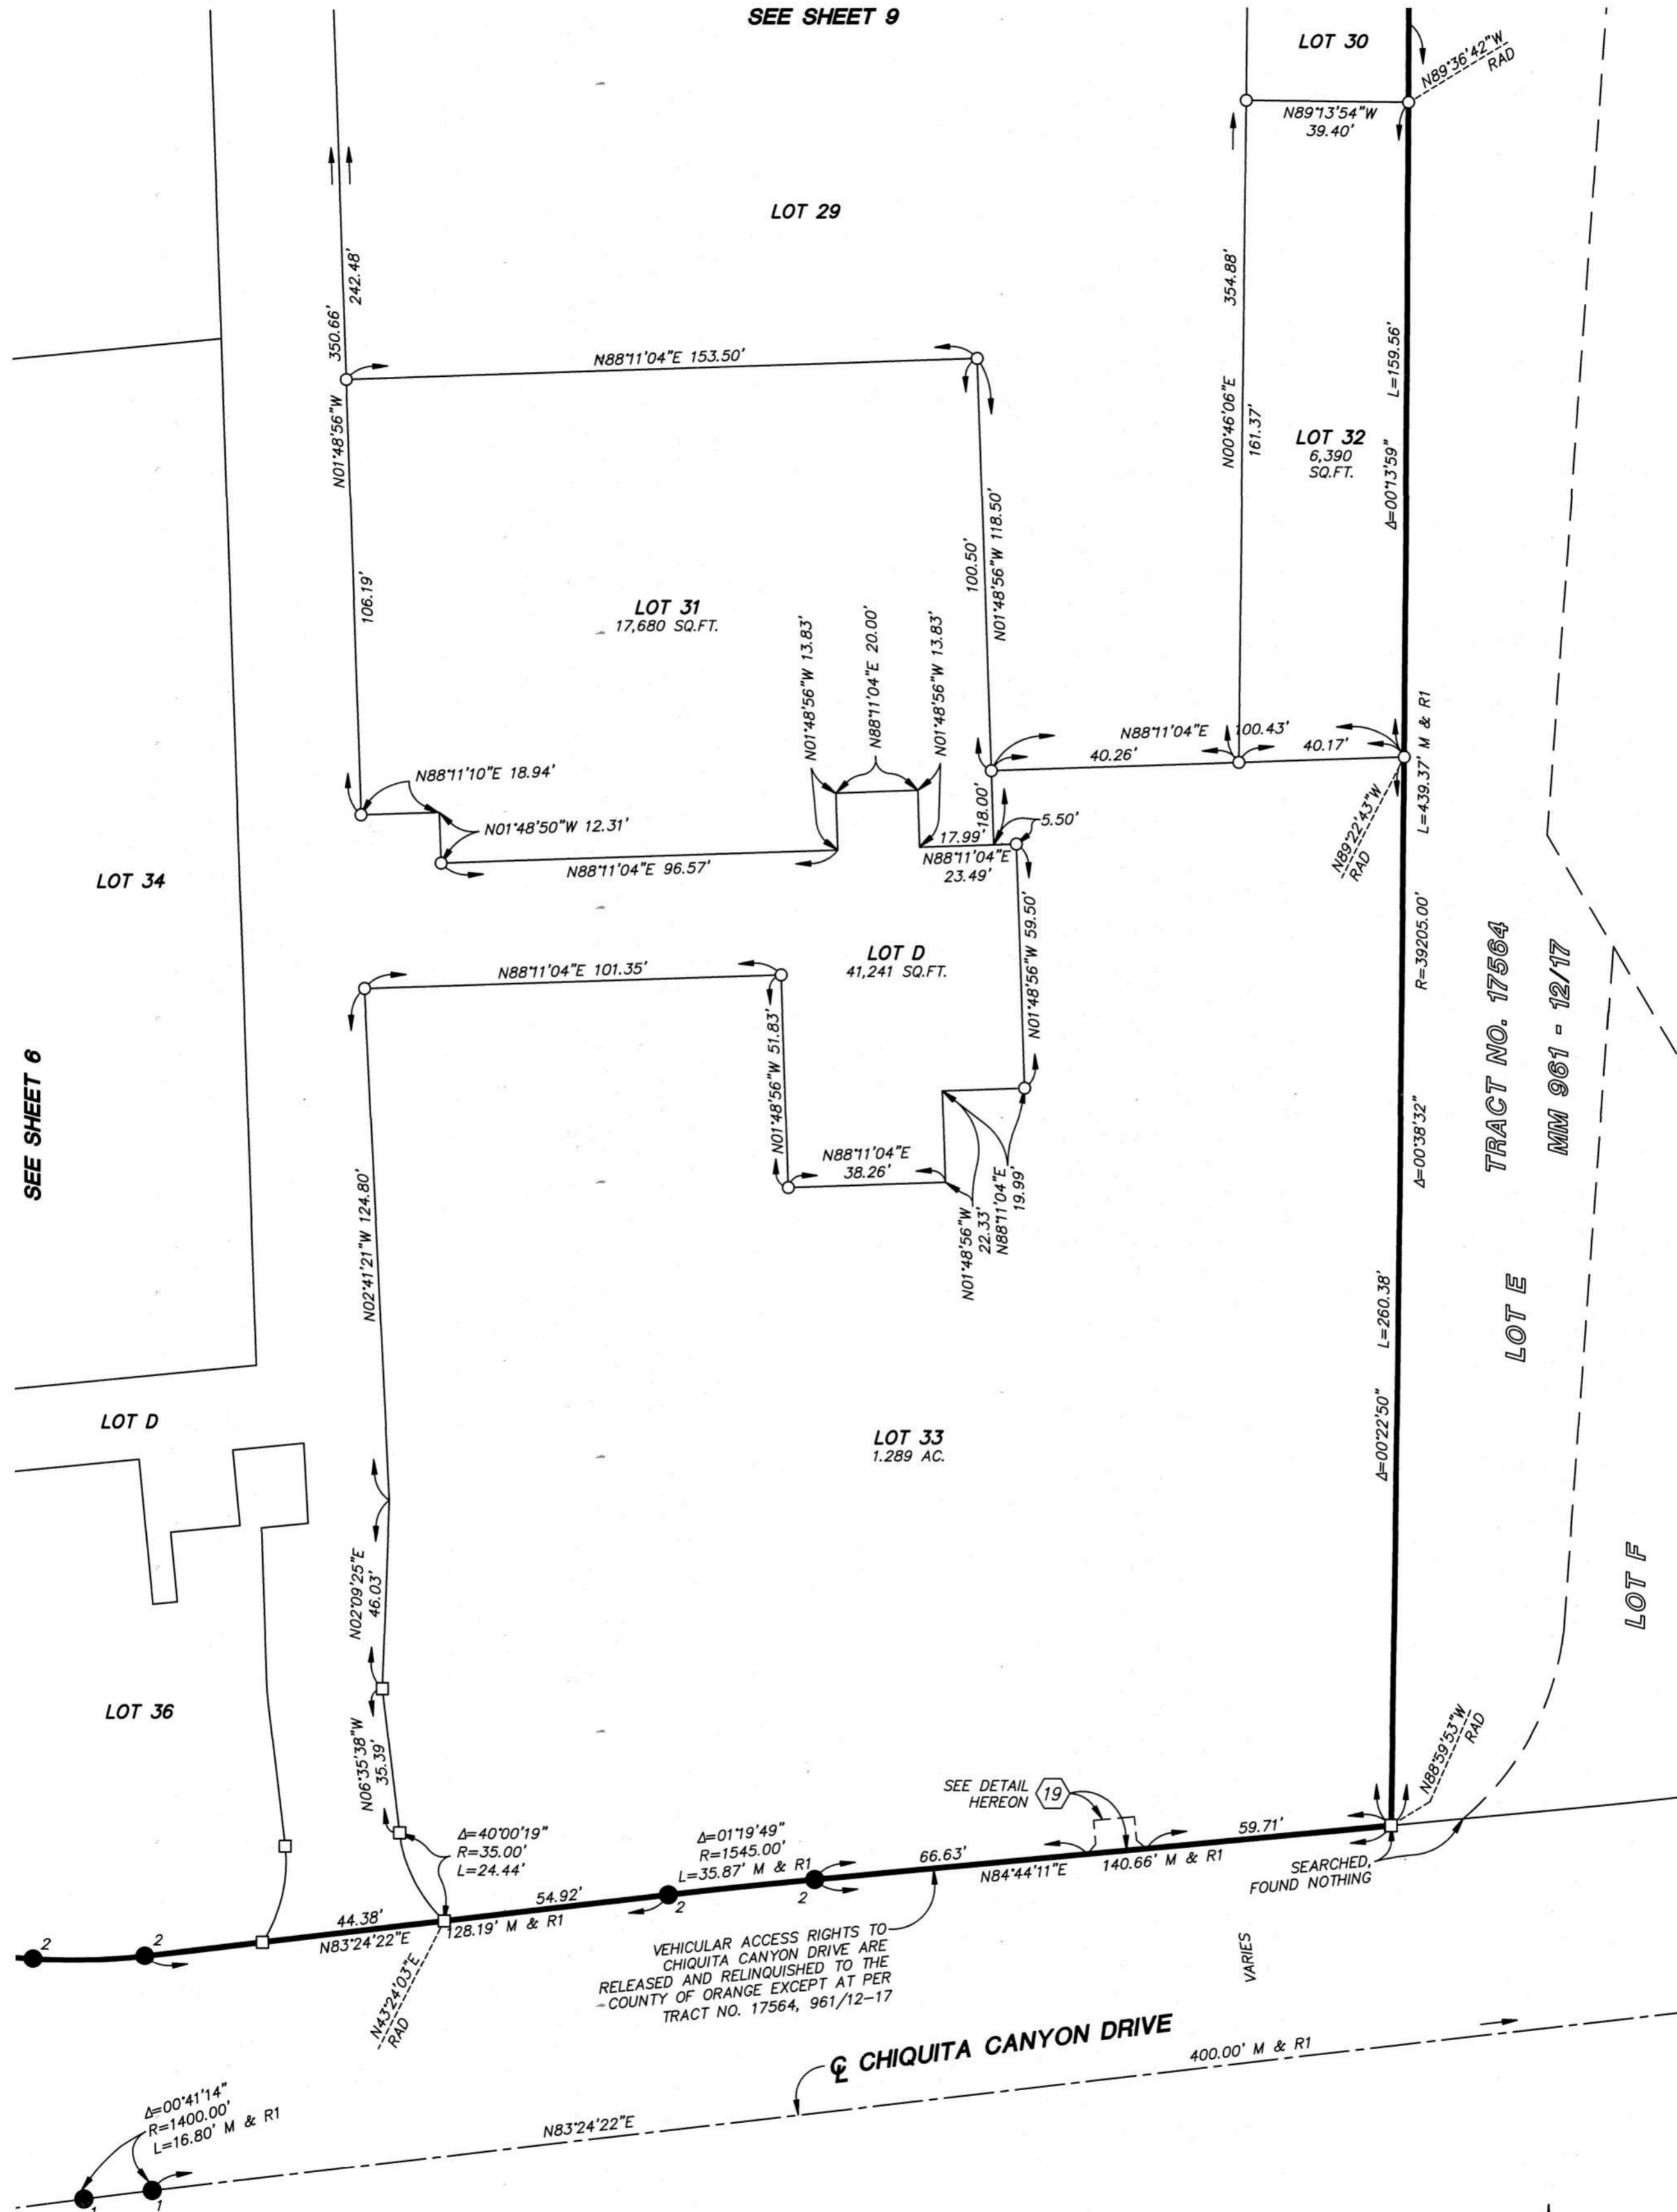 SEE SHEET 9
LOT 30
N89°36'42"W
RAD
N89°13'54"W
39.40'
LOT 29
242.48'
350.66'
354.88'
N88°11'04"E 153.50'
L=159.56'
N01°48'56"W
N00°46'06"E
161.37'
LOT 32
6,390
SQ.FT.
Δ=00°13'59"
100.50'
N01°48'56"W 118.50'
106.19'
LOT 31
17,680 SQ.FT.
N01°48'56"W 13.83'
N88°11'04"E 20.00'
N01°48'56"W 13.83'
N88°11'04"E 100.43'
40.26'
40.17'
L=439.37' M & R1
N88°11'10"E 18.94'
N01°48'50"W 12.31'
18.00'
5.50'
17.99'
N88°11'04"E
23.49'
N88°11'04"E 96.57'
N89°22'43"W
RAD
LOT 34
R=39205.00'
N01°48'56"W 59.50'
LOT D
41,241 SQ.FT.
N88°11'04"E 101.35'
N01°48'56"W 51.83'
TRACT NO. 17564
MM 961 - 12/17
SEE SHEET 6
Δ=00°38'32"
N88°11'04"E
38.26'
N01°48'56"W
22.33'
N88°11'04"E
19.99'
N02°41'21"W 124.80'
L=260.38'
LOT E
Δ=00°22'50"
LOT D
LOT 33
1.289 AC.
N02°09'25"E
46.03'
LOT F
LOT 36
N06°35'38"W
35.39'
N88°59'53"W
RAD
SEE DETAIL
HEREON
19
Δ=40°00'19"
R=35.00'
L=24.44'
Δ=01°19'49"
R=1545.00'
L=35.87' M & R1
66.63'
59.71'
N84°44'11"E
140.66' M & R1
SEARCHED,
FOUND NOTHING
54.92'
2
2
44.38'
128.19' M & R1
N83°24'22"E
2
2
N43°24'03"E
RAD
VEHICULAR ACCESS RIGHTS TO
CHIQUITA CANYON DRIVE ARE
RELEASED AND RELINQUISHED TO THE
COUNTY OF ORANGE EXCEPT AT PER
TRACT NO. 17564, 961/12-17
VARIES
℄ CHIQUITA CANYON DRIVE
400.00' M & R1
Δ=00°41'14"
R=1400.00'
L=16.80' M & R1
N83°24'22"E
1
1